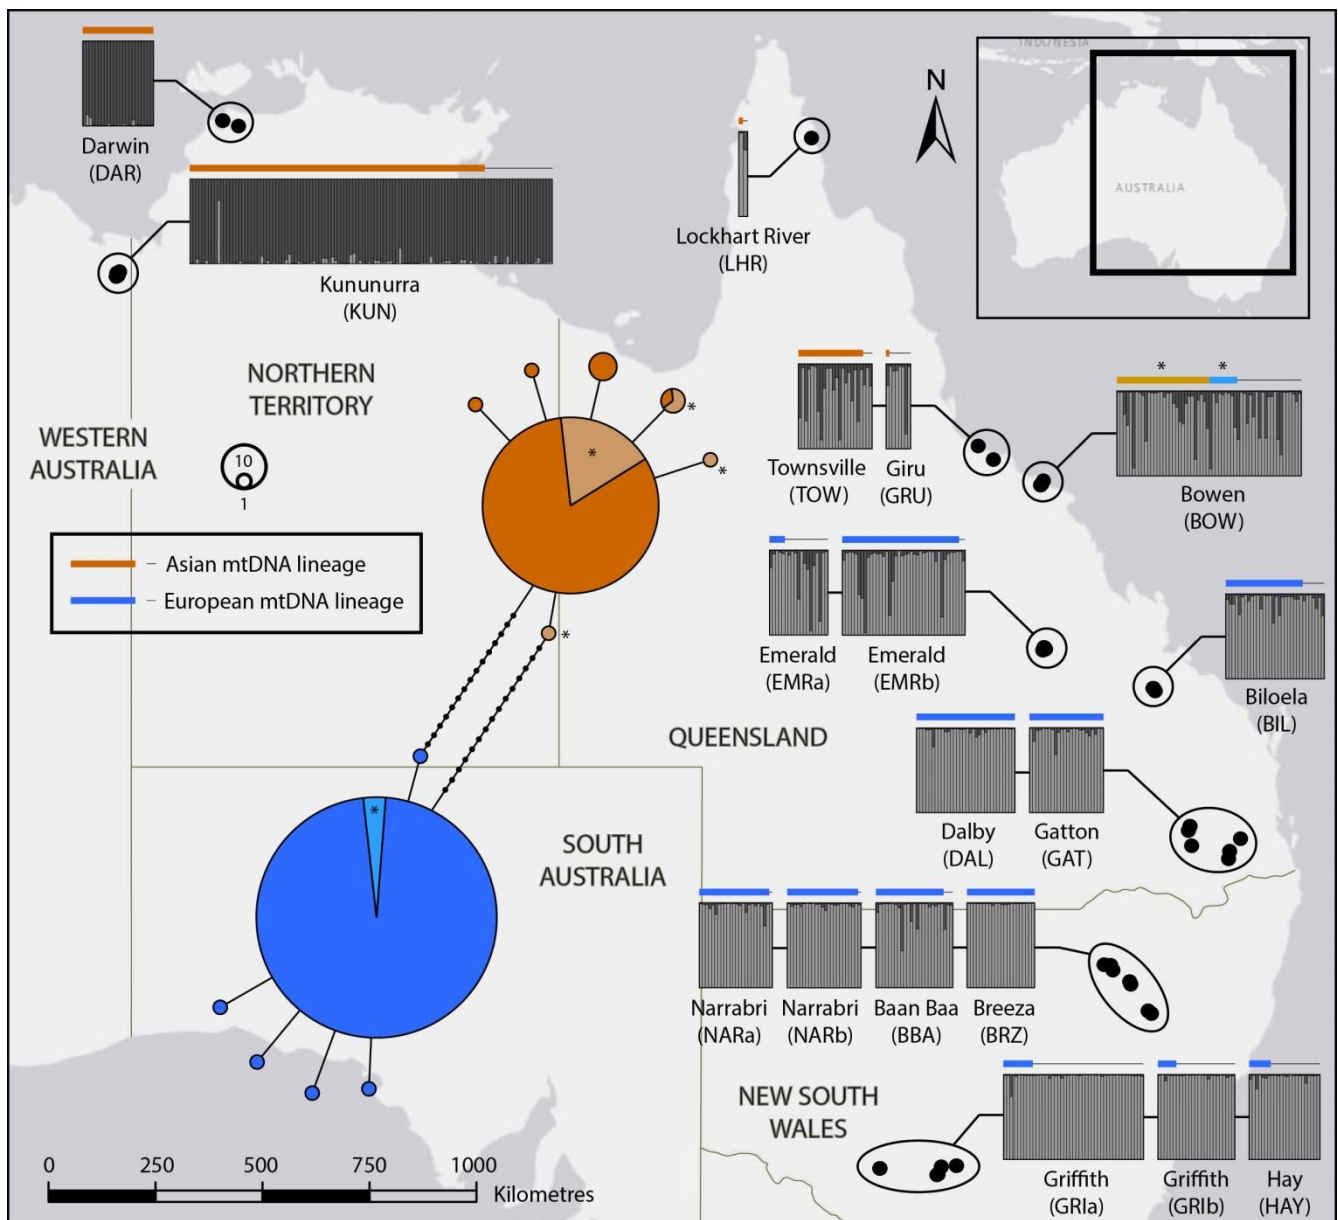 INDONESIA
AUSTRALIA
N
Darwin
(DAR)
Kununurra
(KUN)
Lockhart River
(LHR)
NORTHERN
TERRITORY
WESTERN
AUSTRALIA
10
1
*
*
*
*
*
*
*
Townsville
(TOW)
Giru
(GRU)
Bowen
(BOW)
Asian mtDNA lineage
European mtDNA lineage
Emerald
(EMRa)
Emerald
(EMRb)
Biloela
(BIL)
QUEENSLAND
Dalby
(DAL)
Gatton
(GAT)
SOUTH
AUSTRALIA
Narrabri
(NARa)
Narrabri
(NARb)
Baan Baa
(BBA)
Breeza
(BRZ)
NEW SOUTH
WALES
Griffith
(GRIa)
Griffith
(GRIb)
Hay
(HAY)
0 250 500 750 1000
Kilometres